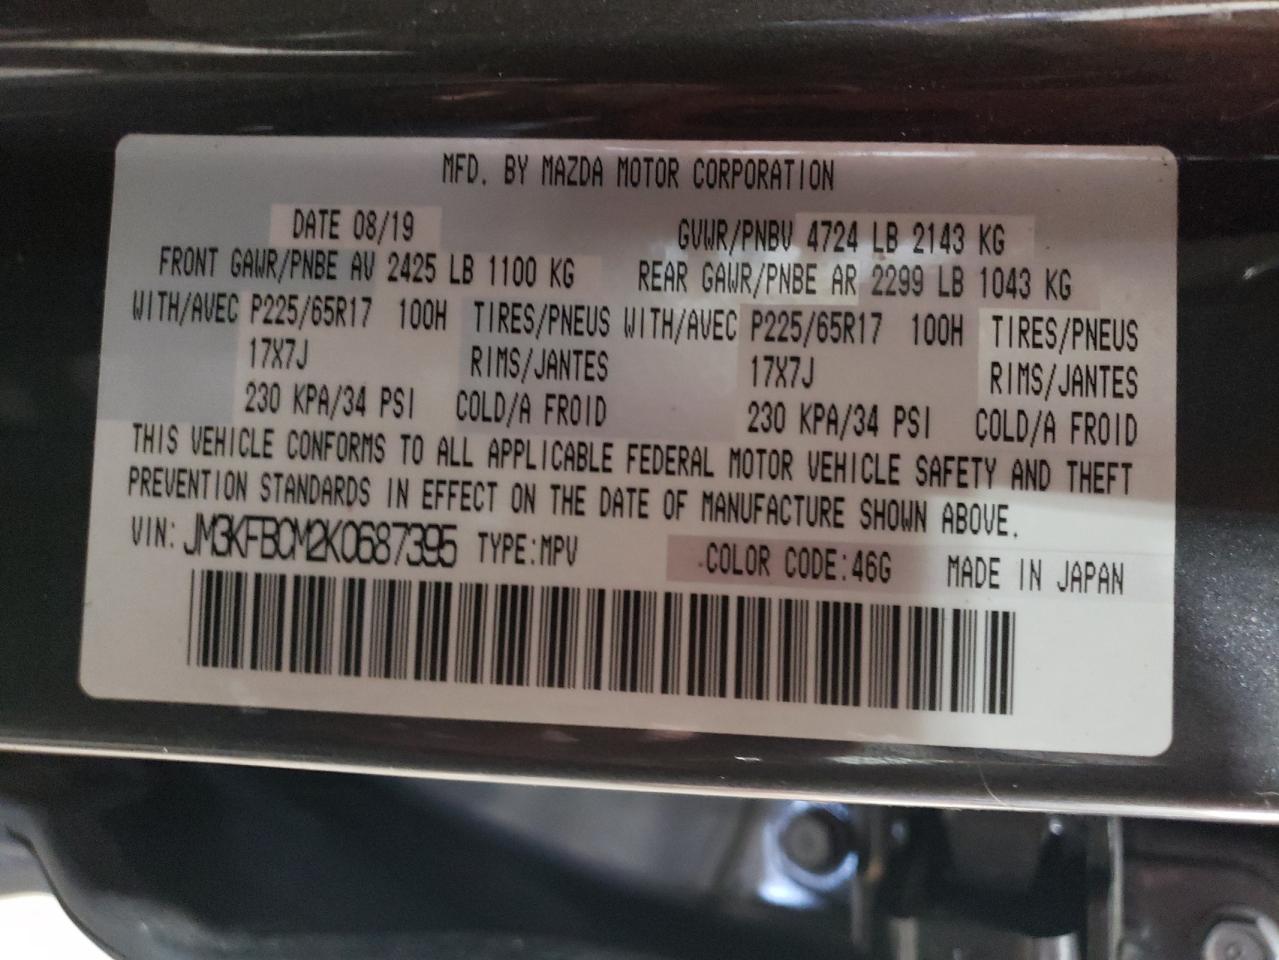 MFD. BY MAZDA MOTOR CORPORATION
DATE 08/19 GVWR/PNBV 4724 LB 2143 KG
FRONT GAWR/PNBE AV 2425 LB 1100 KG REAR GAWR/PNBE AR 2299 LB 1043 KG
WITH/AVEC P225/65R17 100H TIRES/PNEUS WITH/AVEC P225/65R17 100H TIRES/PNEUS
17X7J RIMS/JANTES 17X7J RIMS/JANTES
230 KPA/34 PSI COLD/A FROID 230 KPA/34 PSI COLD/A FROID
THIS VEHICLE CONFORMS TO ALL APPLICABLE FEDERAL MOTOR VEHICLE SAFETY AND THEFT
PREVENTION STANDARDS IN EFFECT ON THE DATE OF MANUFACTURE SHOWN ABOVE.
VIN: JM3KFBCM2K0687395 TYPE:MPV COLOR CODE:46G MADE IN JAPAN